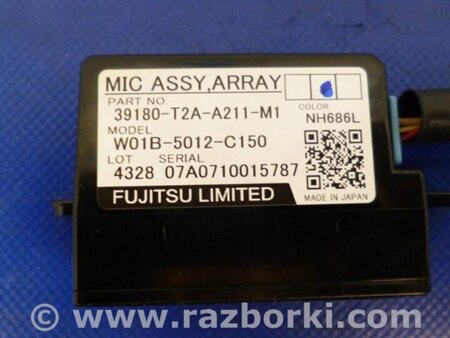 MIC ASSY,ARRAY
PART NO.
39180-T2A-A211-M1
COLOR
NH686L
MODEL
W01B-5012-C150
LOT SERIAL
4328 07A0710015787
FUJITSU LIMITED
MADE IN JAPAN
© www.razborki.com